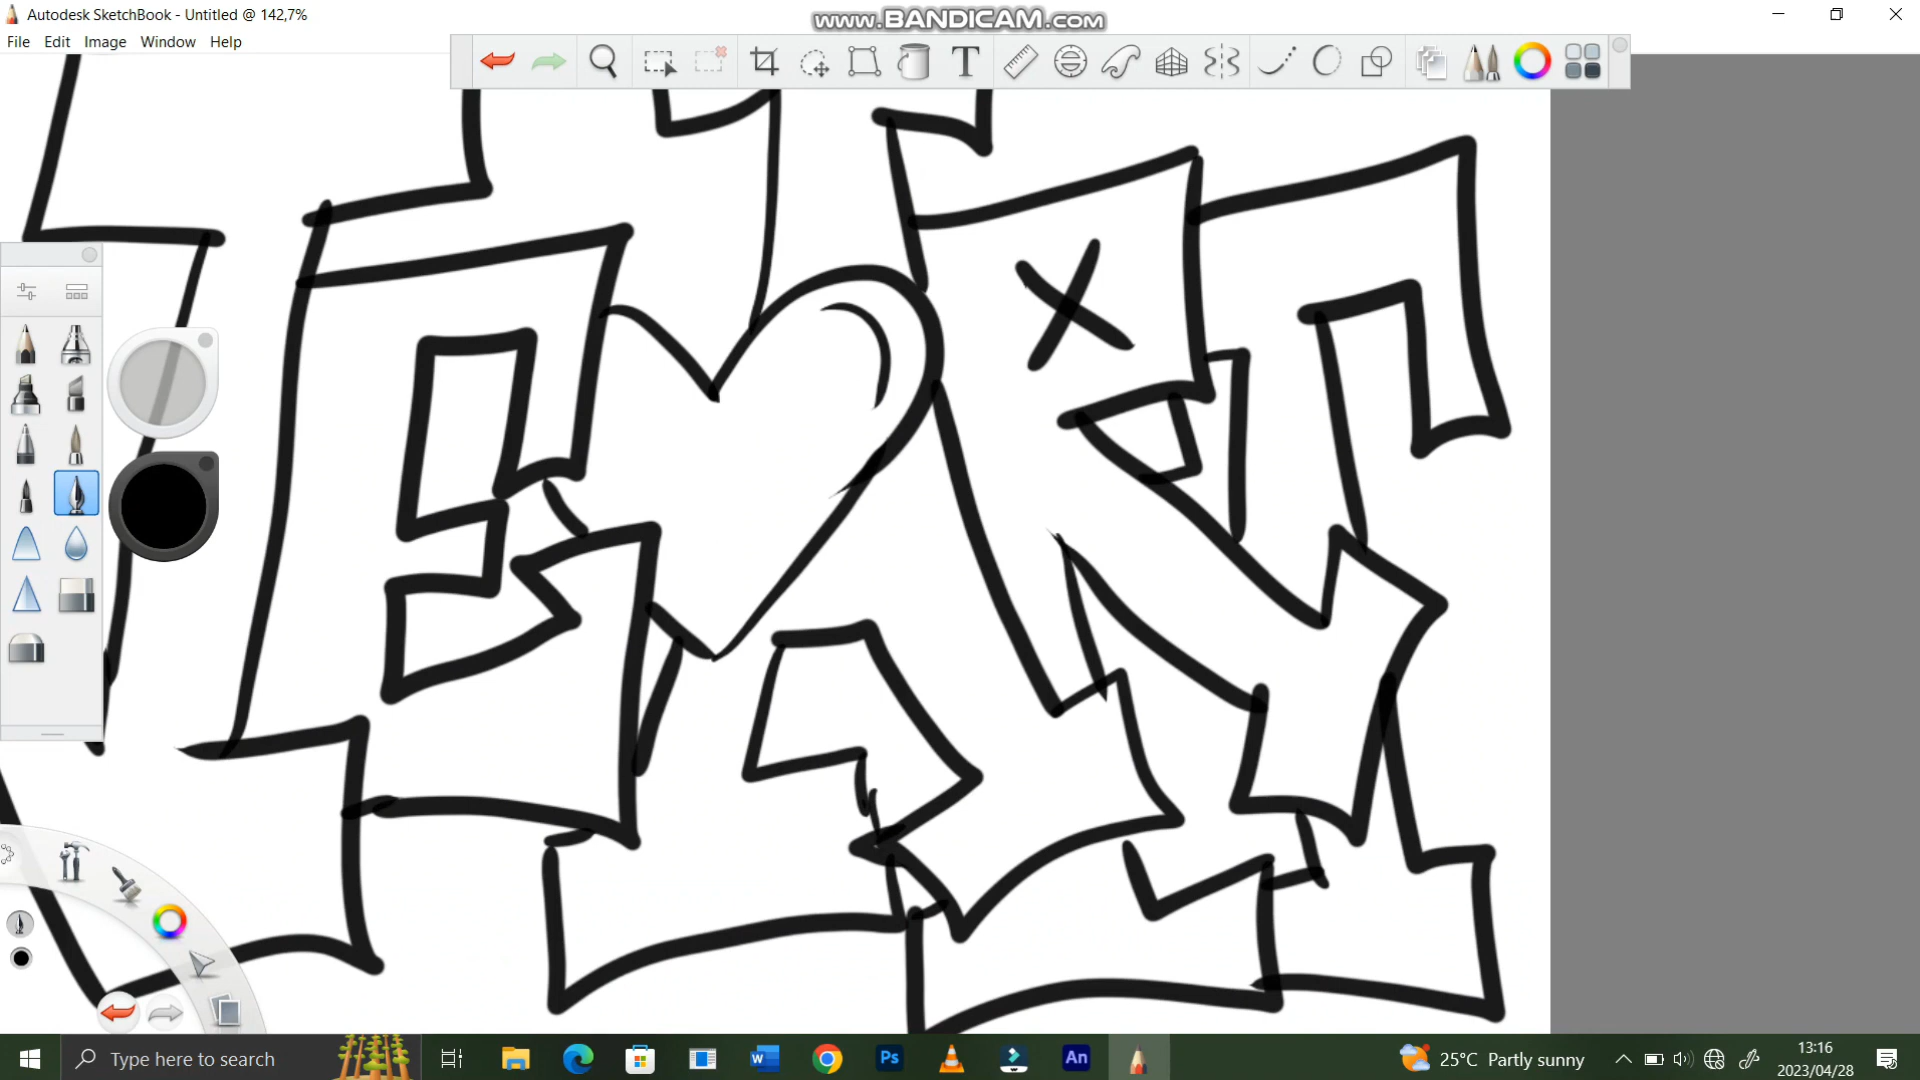 Autodesk SketchBook - Untitled @ 142,7%
www.BANDICAM.com
File Edit Image Window Help
T
Type here to search
W
Ps
An
25°C Partly sunny
13:16
2023/04/28